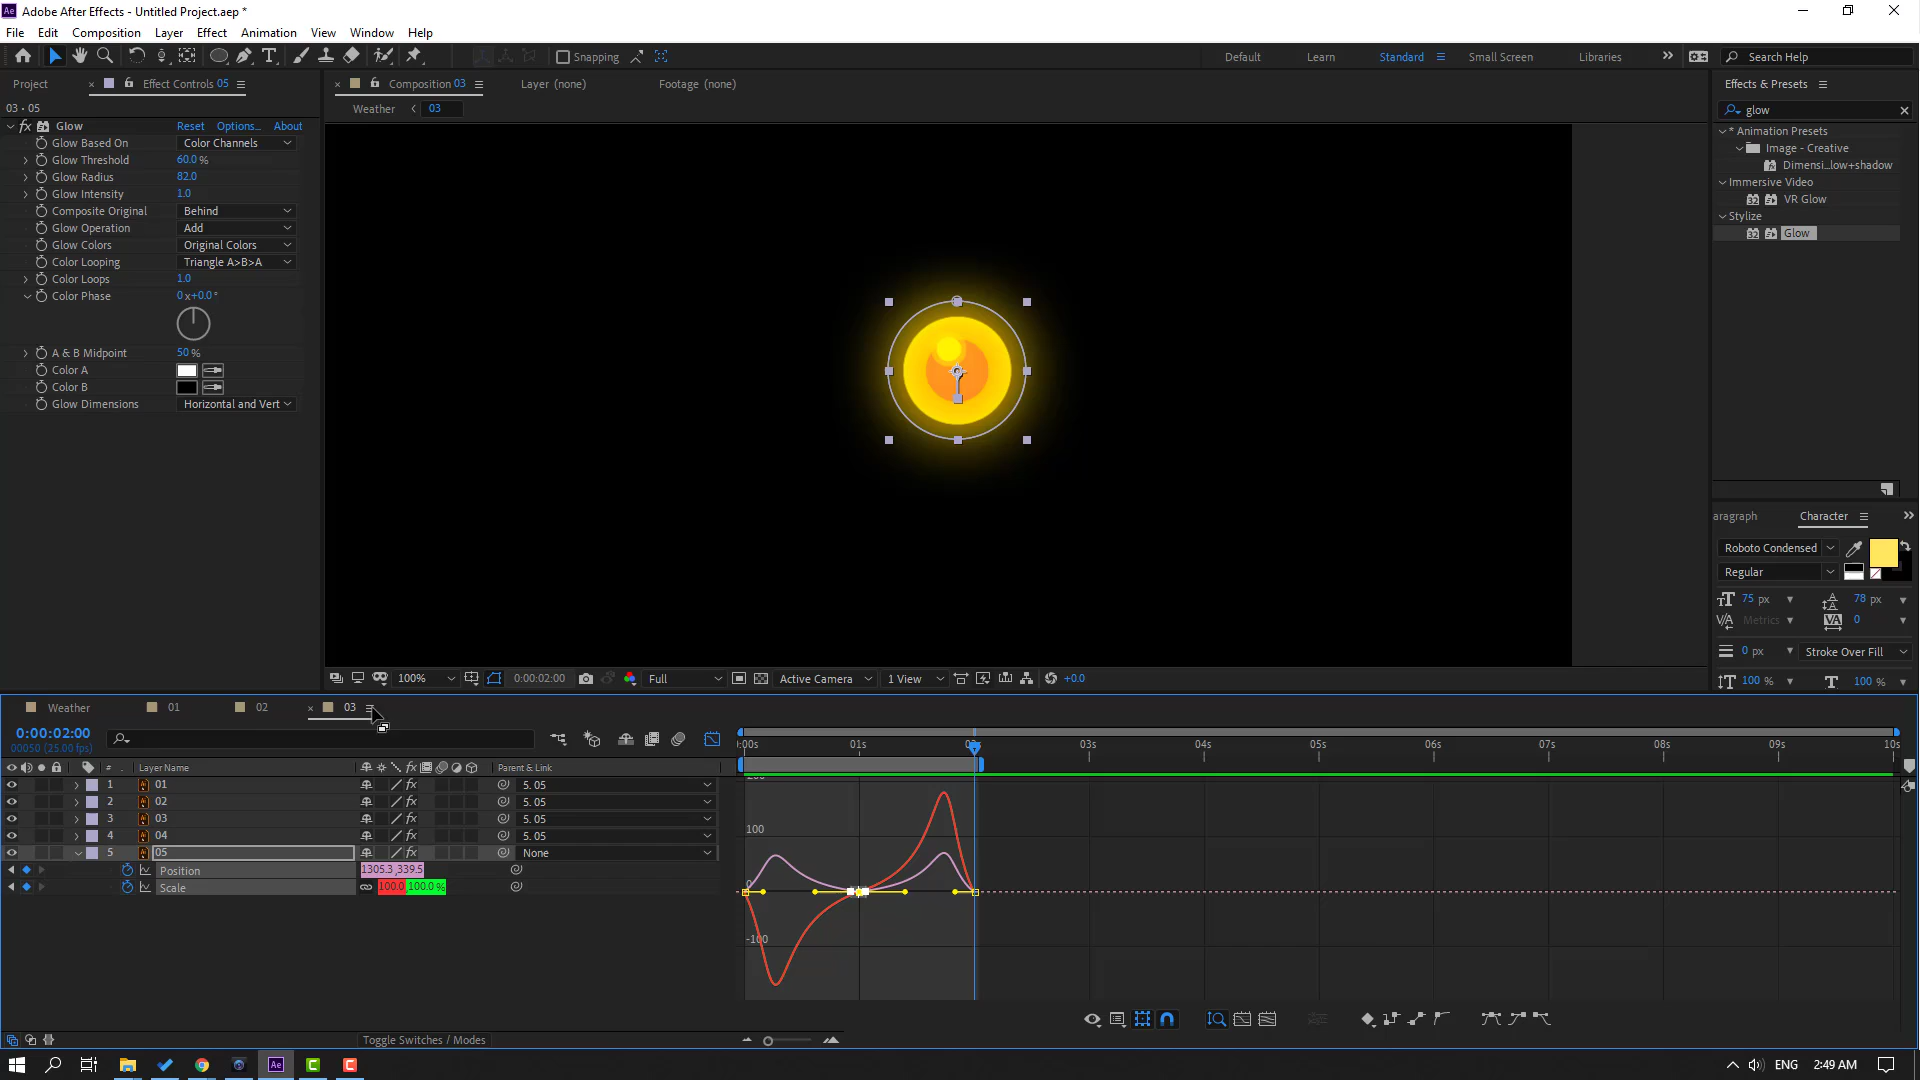 Adobe After Effects - Untitled Project.aep *
File Edit Composition Layer Effect Animation View Window Help
Snapping
Default Learn Standard Small Screen Libraries
Search Help
Project
Effect Controls 05
Composition 03
Layer (none)
Footage (none)
Effects & Presets
03 • 05
Weather
03
glow
fx Glow Reset Options... About
Glow Based On Color Channels
Glow Threshold 60.0 %
Glow Radius 82.0
Glow Intensity 1.0
Composite Original Behind
Glow Operation Add
Glow Colors Original Colors
Color Looping Triangle A>B>A
Color Loops 1.0
Color Phase 0 x+0.0 °
A & B Midpoint 50 %
Color A
Color B
Glow Dimensions Horizontal and Vert
* Animation Presets
Image - Creative
Dimensi...low+shadow
Immersive Video
32 VR Glow
Stylize
32 Glow
aragraph Character
Roboto Condensed
Regular
75 px 78 px
Metrics 0
0 px Stroke Over Fill
100 % 100 %
100% 0:00:02:00 Full Active Camera 1 View +0.0
Weather 01 02 03
0:00:02:00
00050 (25.00 fps)
:00s 01s 03s 04s 05s 06s 07s 08s 09s 10s
# Layer Name fx Parent & Link
1 01 fx 5. 05
2 02 fx 5. 05
3 03 fx 5. 05
4 04 fx 5. 05
5 05 fx None
Position 1305.3,339.5
Scale 100.0,100.0 %
100
0
-100
Toggle Switches / Modes
ENG 2:49 AM